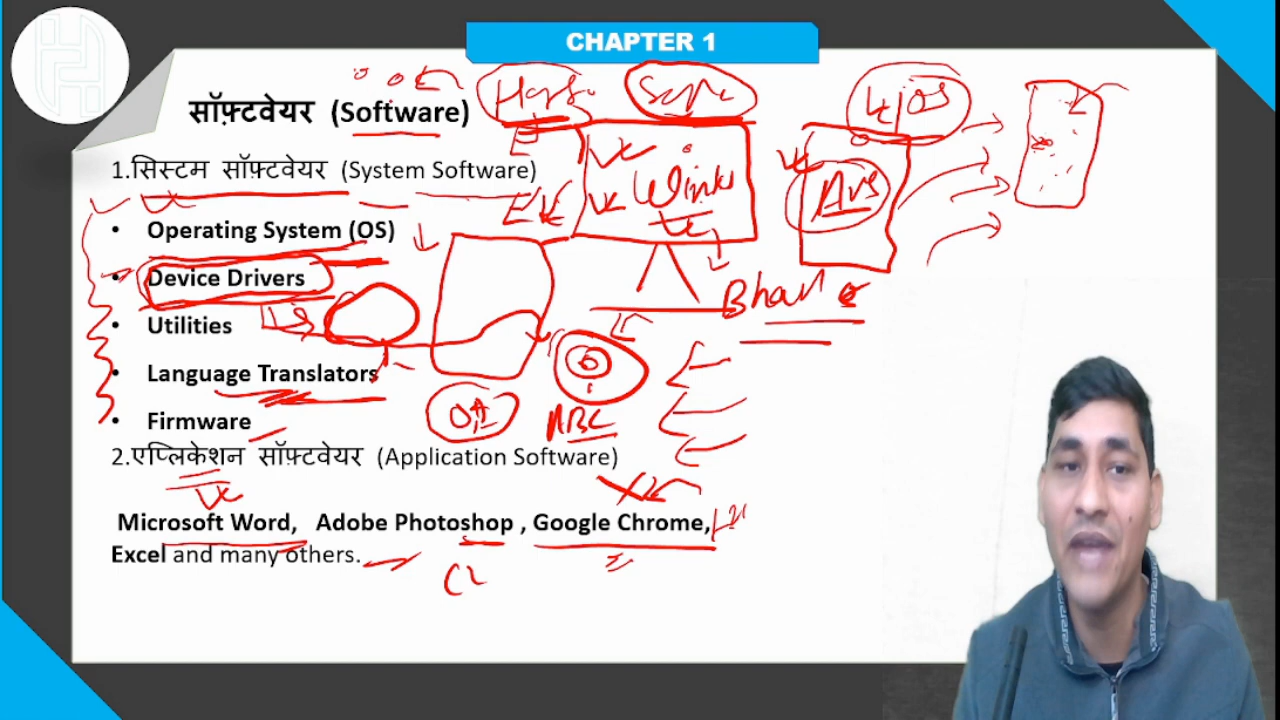 CHAPTER 1
सॉफ़्टवेयर (Software)
1.सिस्टम सॉफ़्टवेयर (System Software)
• Operating System (OS)
• Device Drivers
• Utilities
• Language Translators
• Firmware
2.एप्लिकेशन सॉफ़्टवेयर (Application Software)
Microsoft Word, Adobe Photoshop , Google Chrome,
Excel and many others.
ABC